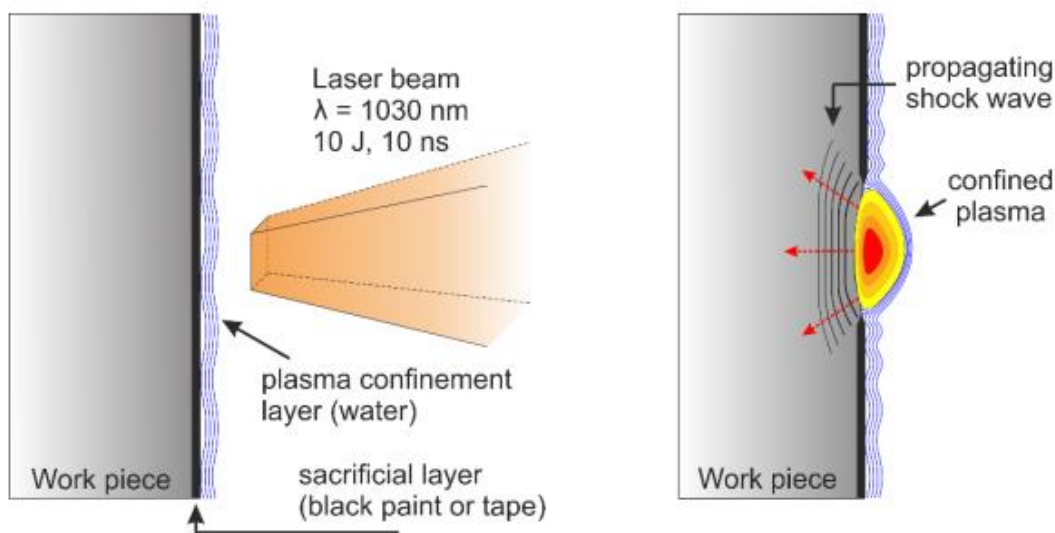 Laser beam
λ = 1030 nm
10 J, 10 ns
plasma confinement
layer (water)
Work piece
sacrificial layer
(black paint or tape)
propagating
shock wave
confined
plasma
Work piece